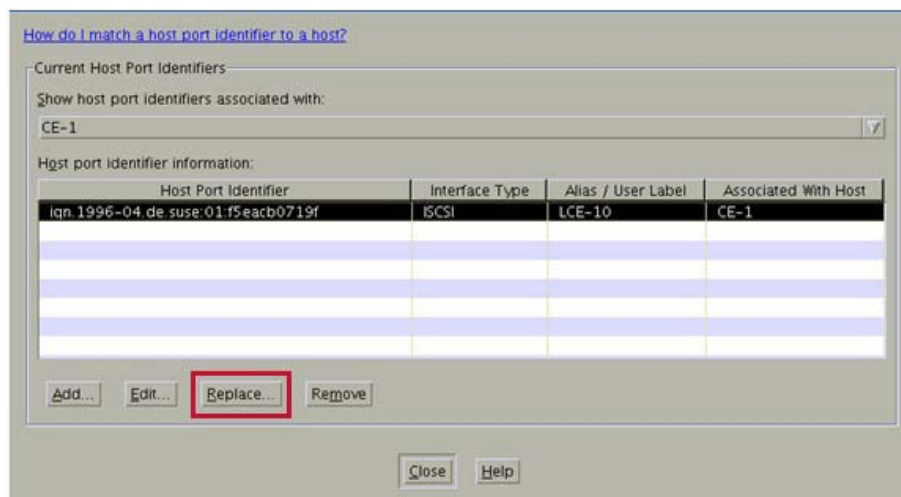 How do I match a host port identifier to a host?
Current Host Port Identifiers
Show host port identifiers associated with:
CE-1
Host port identifier information:
Host Port Identifier Interface Type Alias / User Label Associated With Host
iqn.1996-04.de.suse:01:f5eacb0719f ISCSI LCE-10 CE-1
Add... Edit... Replace... Remove
Close Help